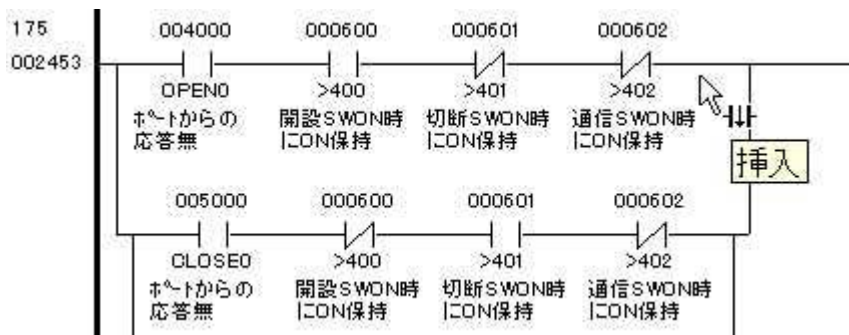 175 004000 000600 000601 000602
002453
OPEN0 >400 >401 >402
ﾎﾟｰﾄからの 開設SWON時 切断SWON時 通信SWON時
応答無 にON保持 にON保持 にON保持
挿入
005000 000600 000601 000602
CLOSE0 >400 >401 >402
ﾎﾟｰﾄからの 開設SWON時 切断SWON時 通信SWON時
応答無 にON保持 にON保持 にON保持